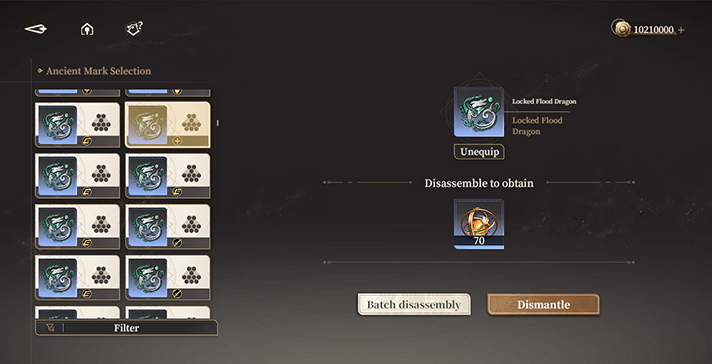 10210000 +
Ancient Mark Selection
Locked Flood Dragon
Locked Flood
Dragon
Unequip
Disassemble to obtain
70
Batch disassembly
Dismantle
Filter